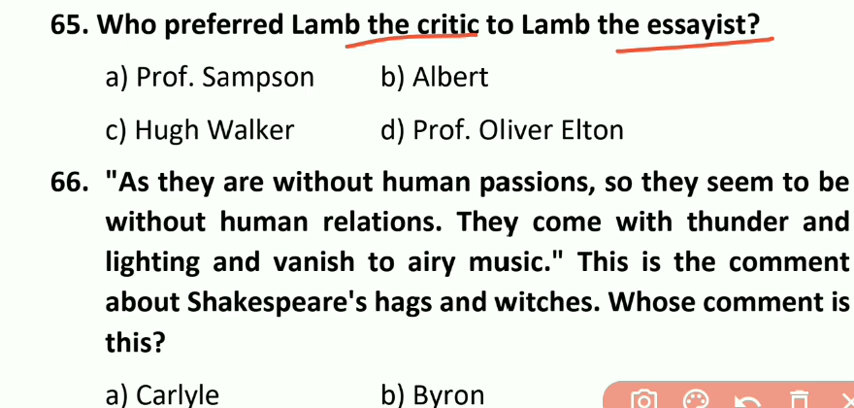 65. Who preferred Lamb the critic to Lamb the essayist?
a) Prof. Sampson b) Albert
c) Hugh Walker d) Prof. Oliver Elton
66. "As they are without human passions, so they seem to be
without human relations. They come with thunder and
lighting and vanish to airy music." This is the comment
about Shakespeare's hags and witches. Whose comment is
this?
a) Carlyle b) Byron